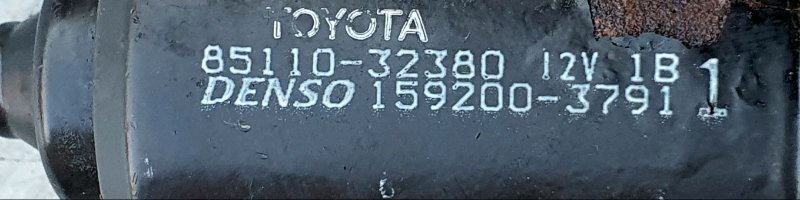 TOYOTA
85110-32380 12V 1B 1
DENSO 159200-3791